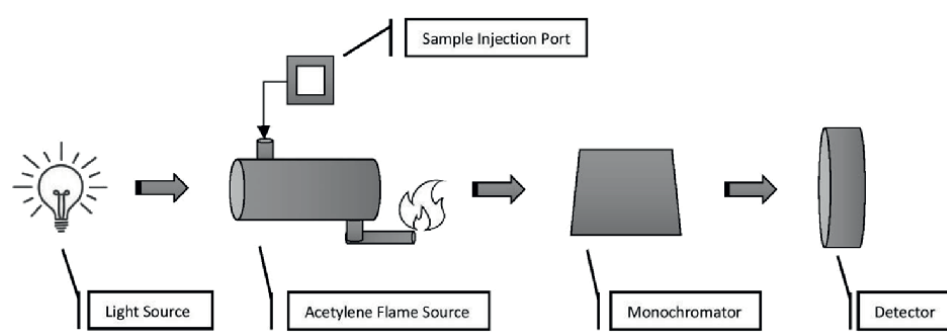 Sample Injection Port
Light Source
Acetylene Flame Source
Monochromator
Detector